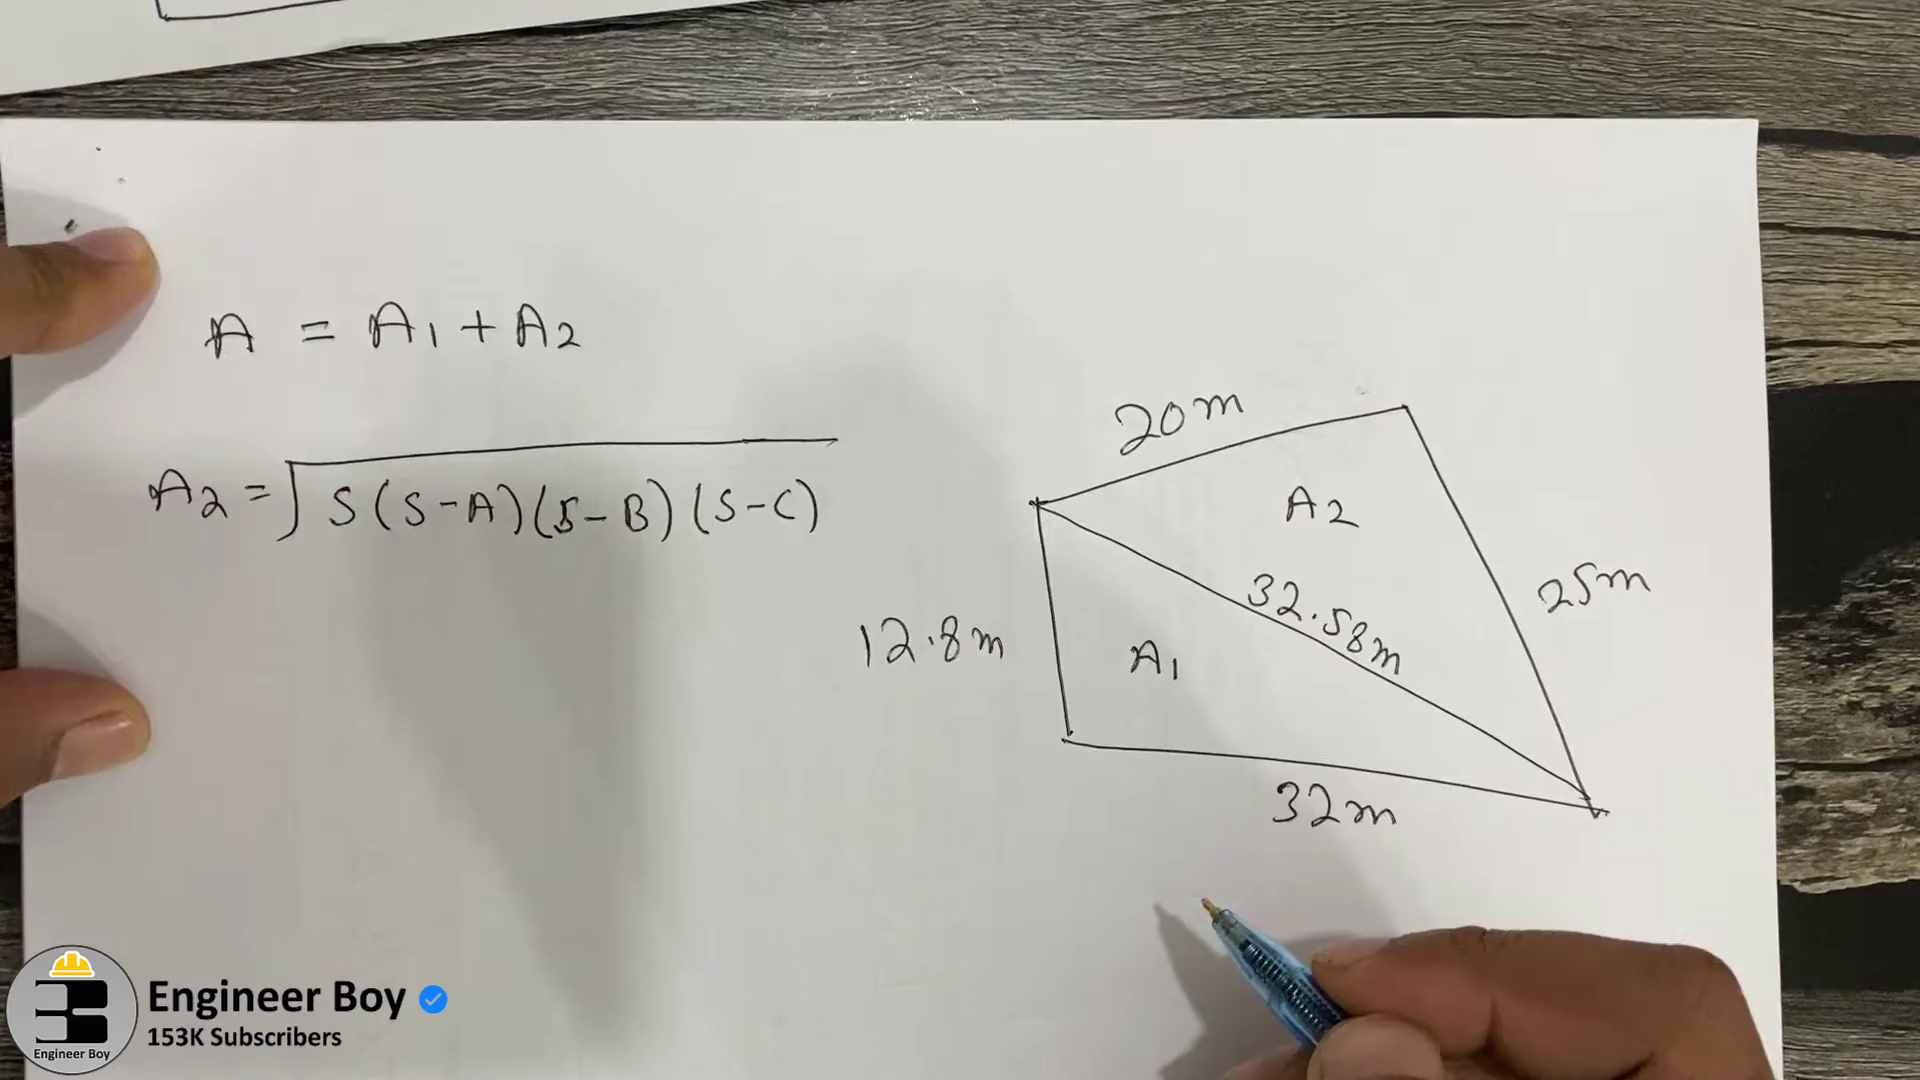 A = A1 + A2
A2 = √S(S-A)(S-B)(S-C)
20m
A2
25m
32.58m
12.8m
A1
32m
Engineer Boy
153K Subscribers
Engineer Boy